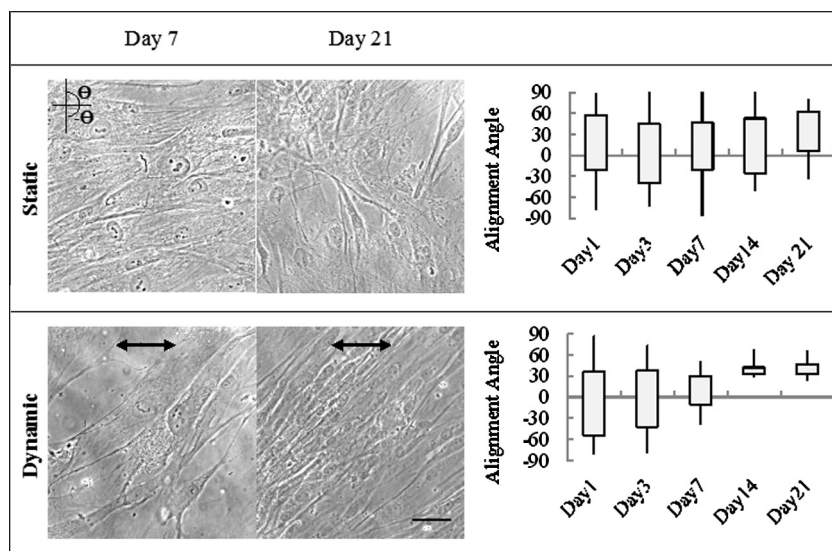 Day 7
Day 21
Static
Θ
-Θ
Alignment Angle
90
60
30
0
-30
-60
-90
Day1
Day3
Day7
Day14
Day 21
Dynamic
Alignment Angle
90
60
30
0
-30
-60
-90
Day1
Day3
Day7
Day14
Day21